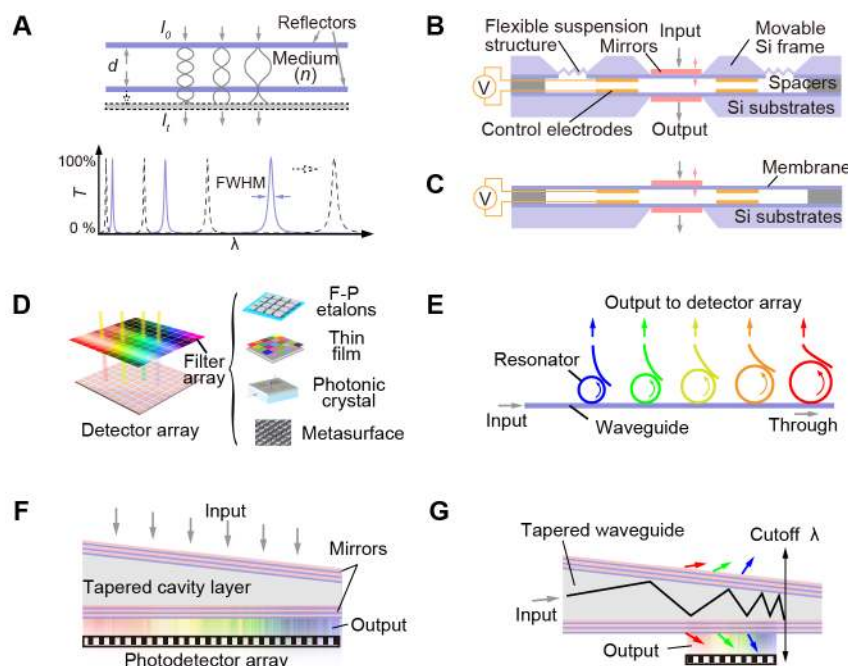 A
I₀
Reflectors
d
Medium
(n)
Iₜ
100%
T
FWHM
0 %
λ
B
Flexible suspension
structure
Mirrors
Input
Movable
Si frame
V
Spacers
Control electrodes
Output
Si substrates
C
V
Membrane
Si substrates
D
Filter
array
Detector array
F-P
etalons
Thin
film
Photonic
crystal
Metasurface
E
Output to detector array
Resonator
Input
Waveguide
Through
F
Input
Mirrors
Tapered cavity layer
Output
Photodetector array
G
Tapered waveguide
Cutoff λ
Input
Output